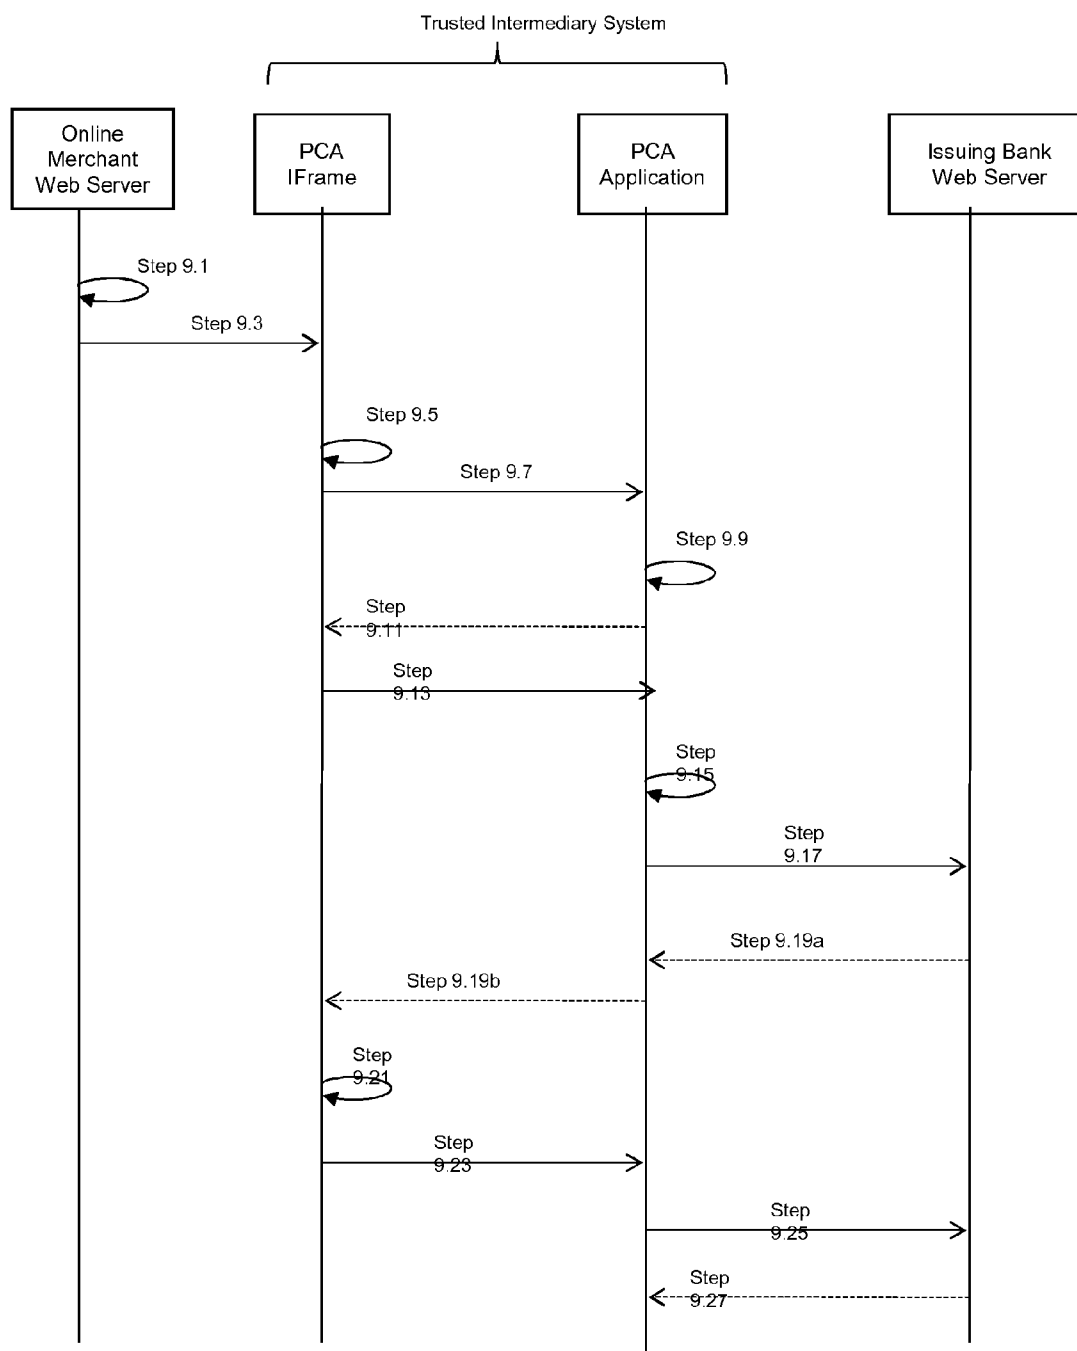 Trusted Intermediary System
Online
Merchant
Web Server
PCA
IFrame
PCA
Application
Issuing Bank
Web Server
Step 9.1
Step 9.3
Step 9.5
Step 9.7
Step 9.9
Step
9.11
Step
9.13
Step
9.15
Step
9.17
Step 9.19a
Step 9.19b
Step
9.21
Step
9.23
Step
9.25
Step
9.27